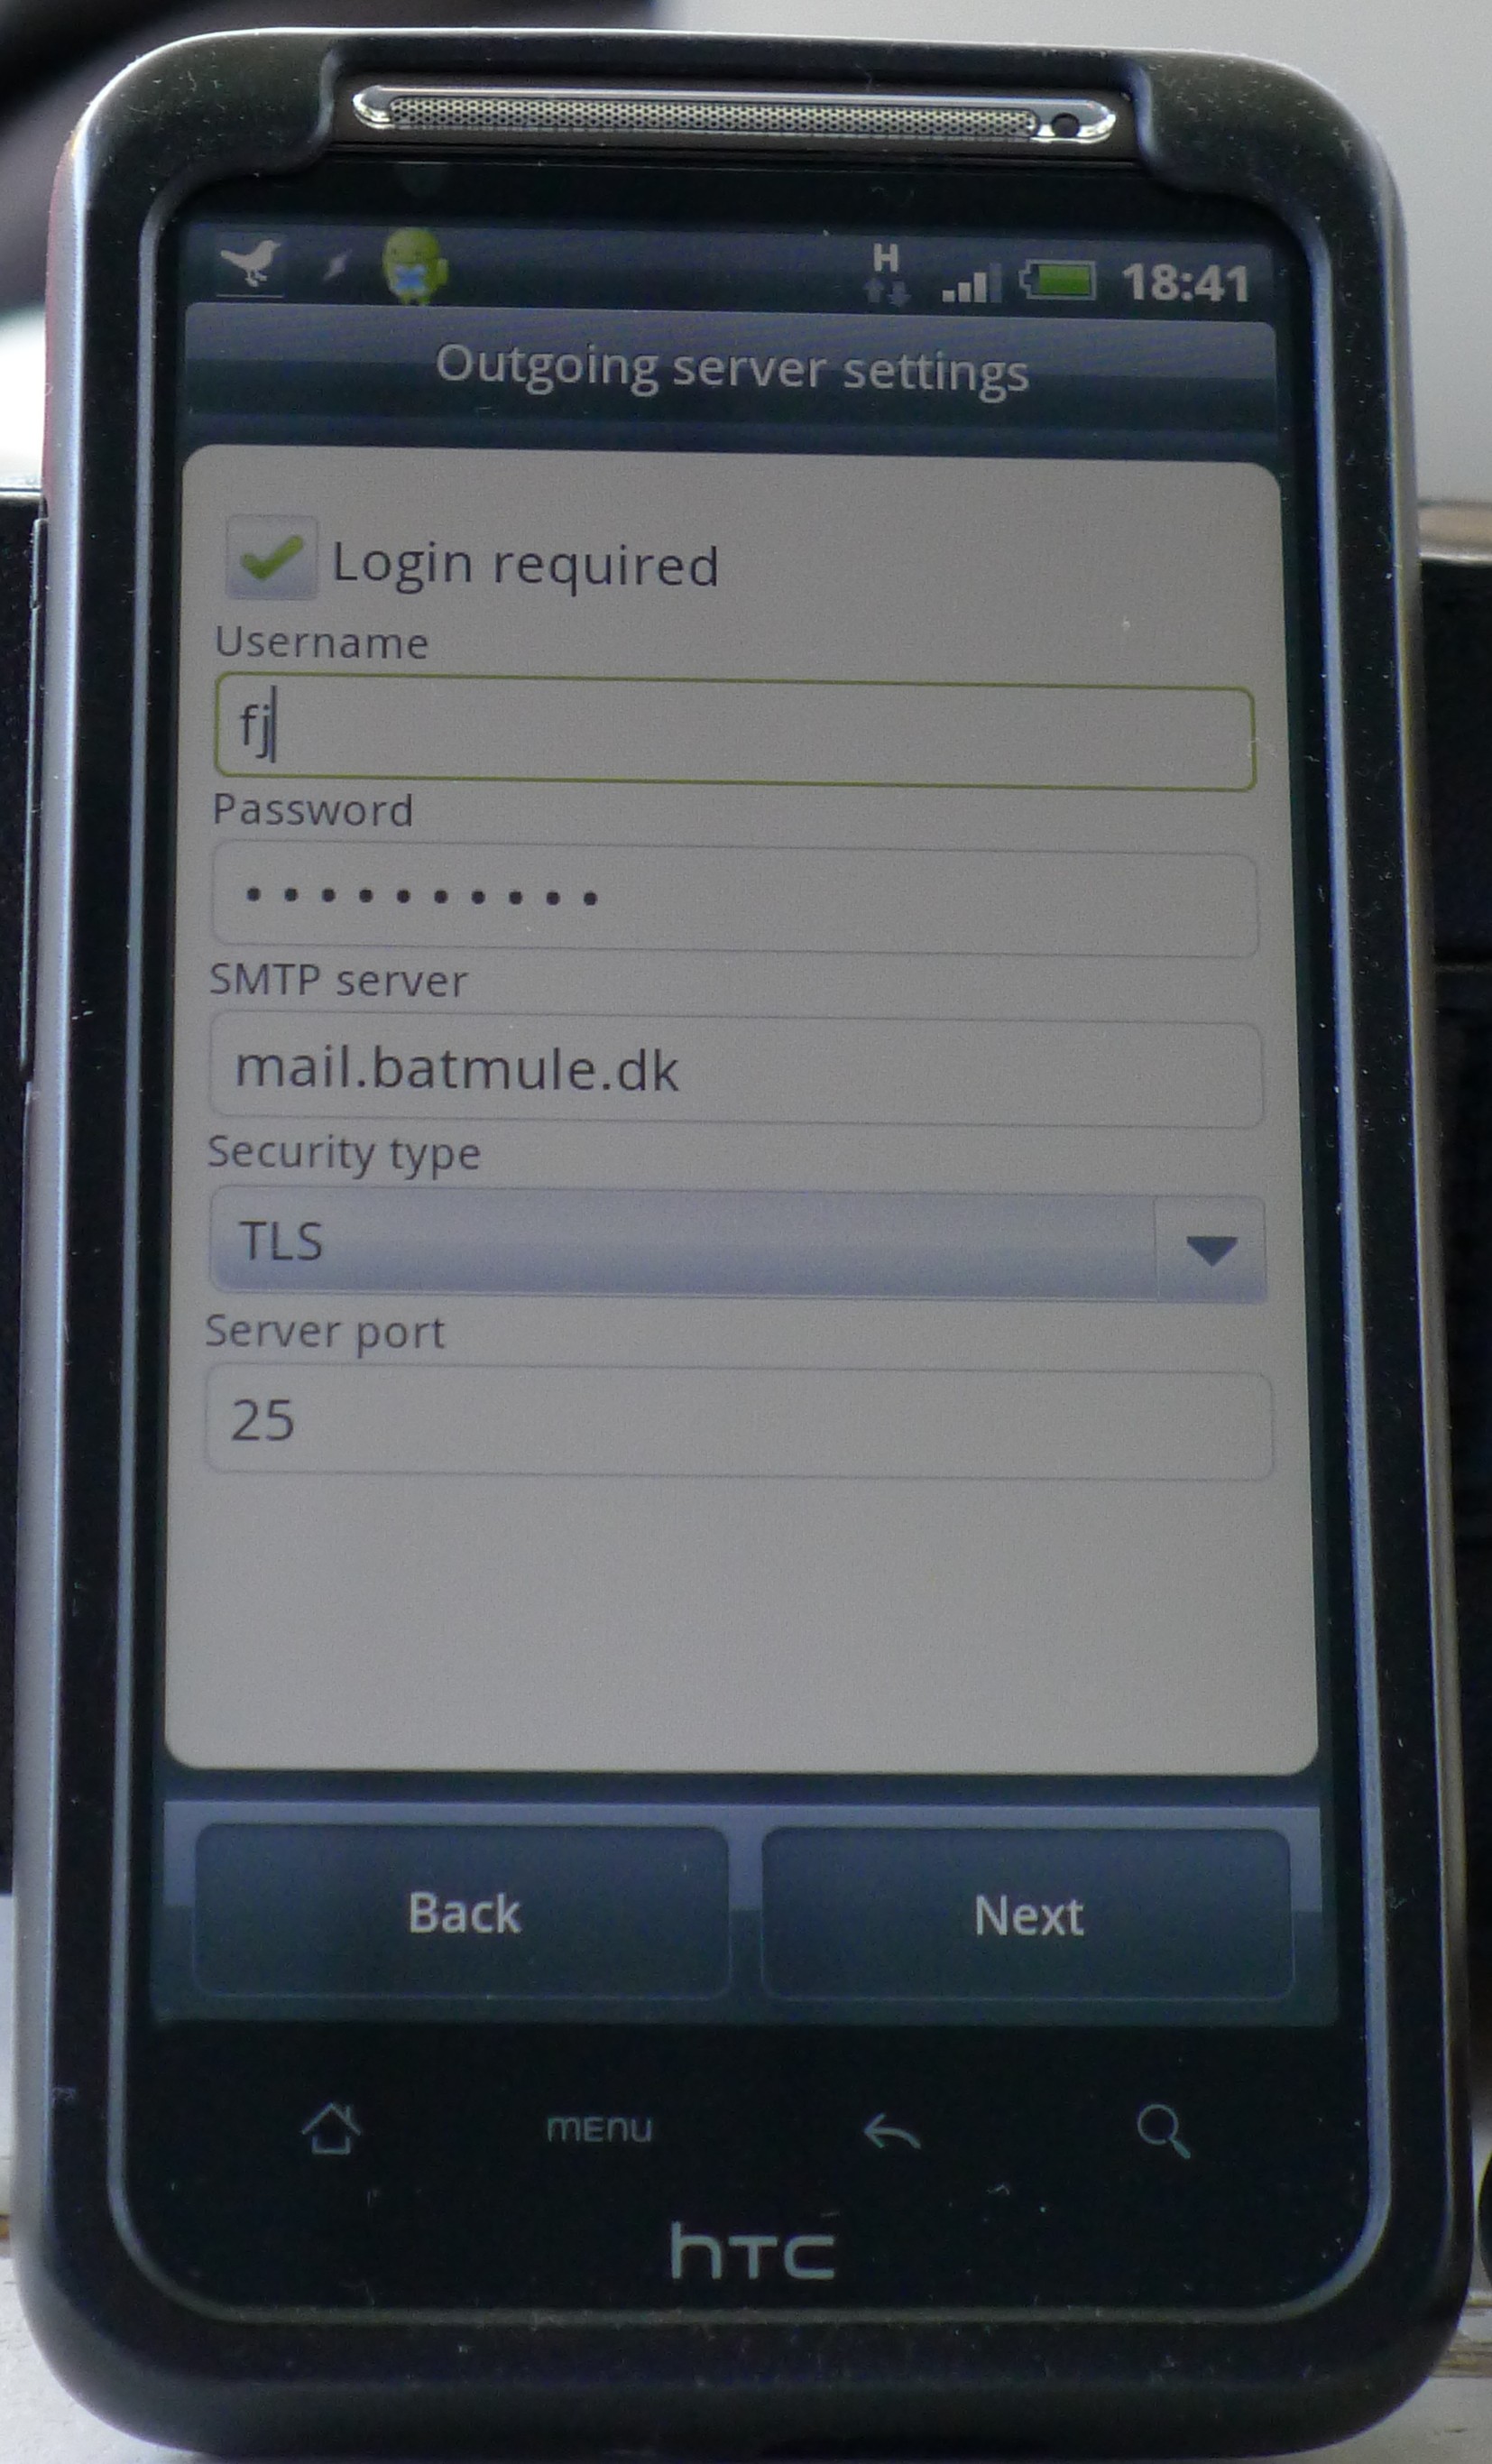 H
18:41
Outgoing server settings
Login required
Username
fj
Password
••••••••••
SMTP server
mail.batmule.dk
Security type
TLS
Server port
25
Back
Next
MENU
hTC